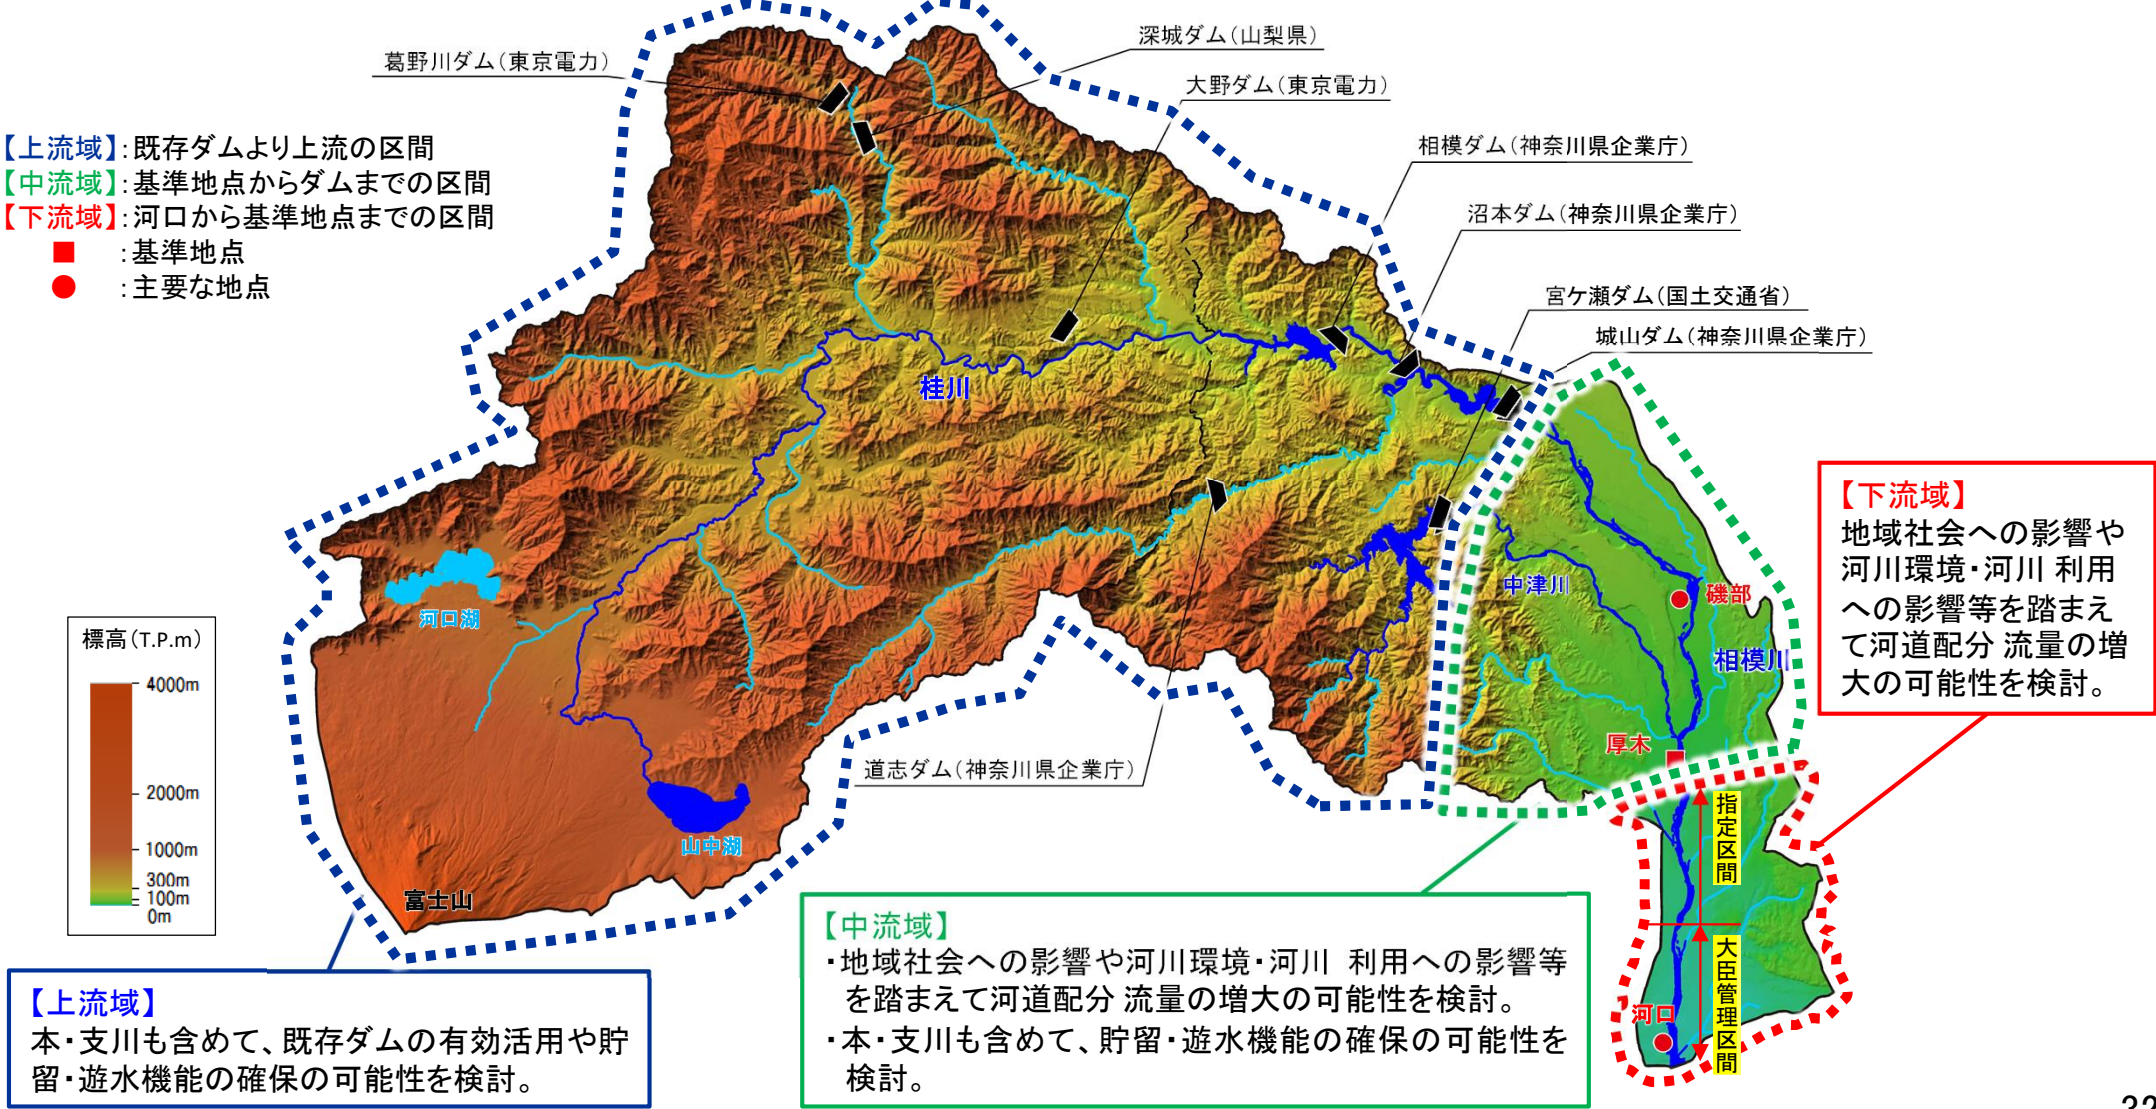 葛野川ダム(東京電力)
深城ダム(山梨県)
大野ダム(東京電力)
相模ダム(神奈川県企業庁)
沼本ダム(神奈川県企業庁)
宮ケ瀬ダム(国土交通省)
城山ダム(神奈川県企業庁)
【上流域】:既存ダムより上流の区間
【中流域】:基準地点からダムまでの区間
【下流域】:河口から基準地点までの区間
:基準地点
:主要な地点
桂川
河口湖
中津川
磯部
相模川
厚木
道志ダム(神奈川県企業庁)
山中湖
富士山
標高(T.P.m)
4000m
2000m
1000m
300m
100m
0m
【下流域】
地域社会への影響や
河川環境・河川 利用
への影響等を踏まえ
て河道配分 流量の増
大の可能性を検討。
指定区間
大臣管理区間
河口
【上流域】
本・支川も含めて、既存ダムの有効活用や貯
留・遊水機能の確保の可能性を検討。
【中流域】
・地域社会への影響や河川環境・河川 利用への影響等
を踏まえて河道配分 流量の増大の可能性を検討。
・本・支川も含めて、貯留・遊水機能の確保の可能性を
検討。
32